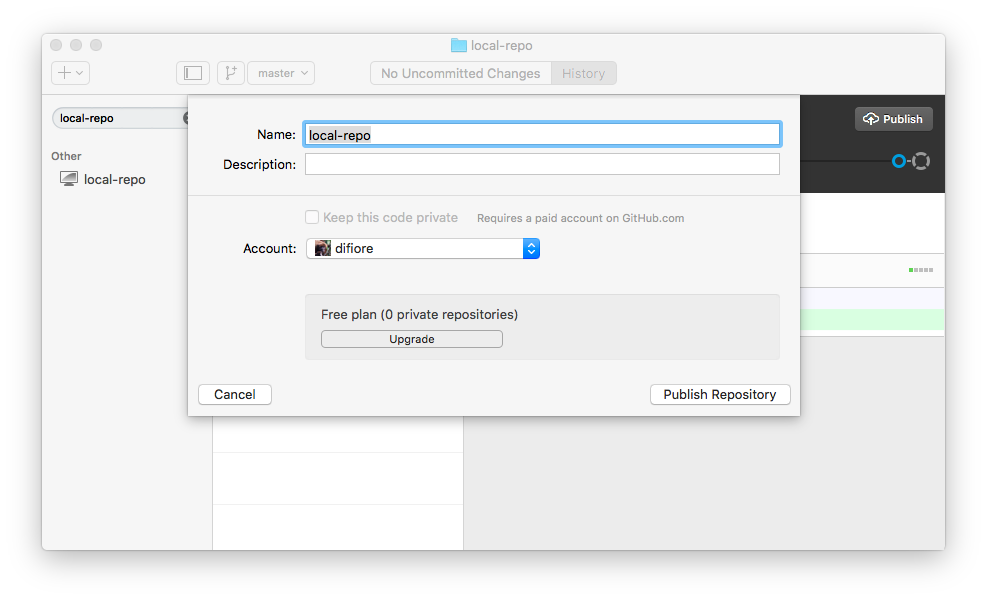 local-repo
master
No Uncommitted Changes
History
local-repo
Other
local-repo
Publish
Name: local-repo
Description:
Keep this code private Requires a paid account on GitHub.com
Account: difiore
Free plan (0 private repositories)
Upgrade
Cancel
Publish Repository